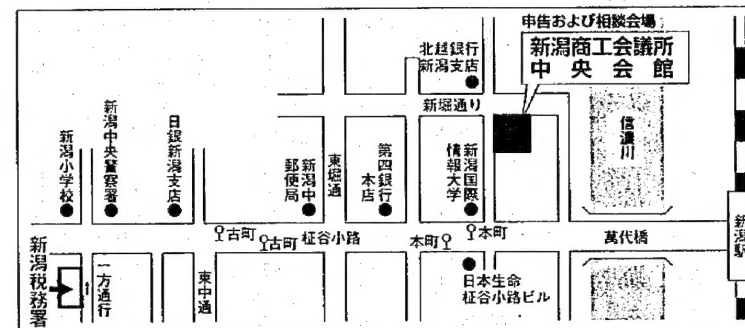 申告および相談会場
新潟商工会議所
中央会館
北越銀行
新潟支店
新堀通り
信濃川
新潟小学校
新潟中央警察署
日銀新潟支店
新潟中
郵便局
東堀通
第四銀行
本店
新潟国際
情報大学
新潟駅
古町
古町
柾谷小路
本町
本町
萬代橋
新潟税務署
一方通行
東中通
日本生命
柾谷小路ビル